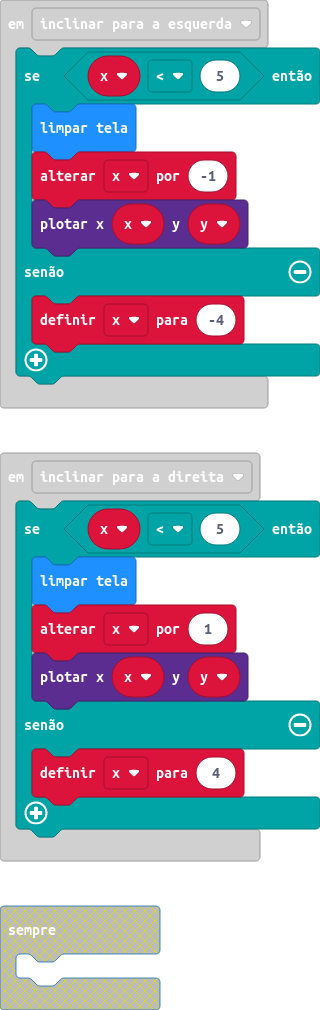 em inclinar para a esquerda
se x < 5 então
limpar tela
alterar x por -1
plotar x x y y
senão
definir x para -4
em inclinar para a direita
se x < 5 então
limpar tela
alterar x por 1
plotar x x y y
senão
definir x para 4
sempre